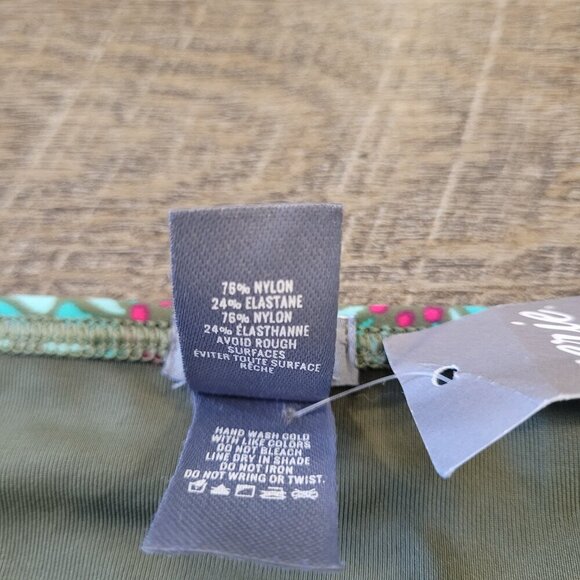 76% NYLON
24% ELASTANE
76% NYLON
24% ÉLASTHANNE
AVOID ROUGH
SURFACES
ÉVITER TOUTE SURFACE
RÊCHE
HAND WASH COLD
WITH LIKE COLORS
DO NOT BLEACH
LINE DRY IN SHADE
DO NOT IRON
DO NOT WRING OR TWIST.